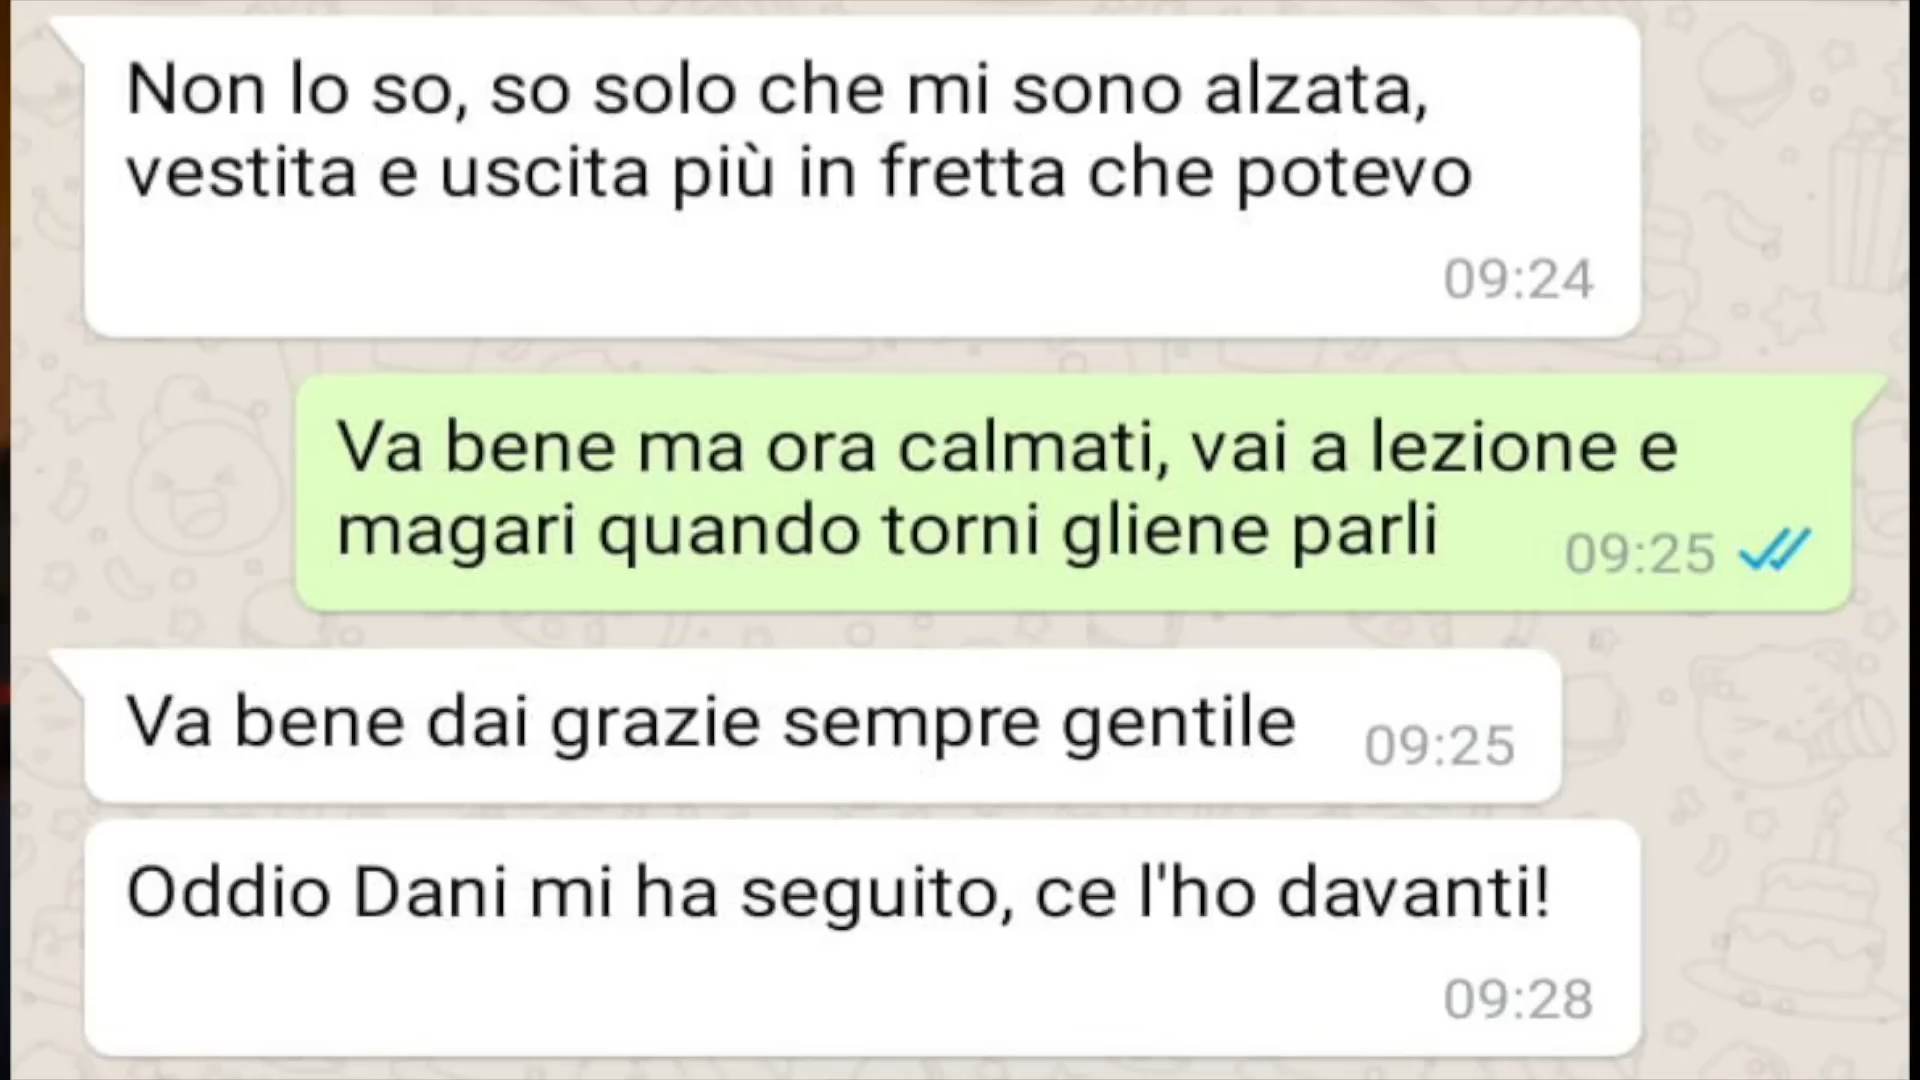 Non lo so, so solo che mi sono alzata,
vestita e uscita più in fretta che potevo
09:24
Va bene ma ora calmati, vai a lezione e
magari quando torni gliene parli 09:25
Va bene dai grazie sempre gentile 09:25
Oddio Dani mi ha seguito, ce l'ho davanti!
09:28